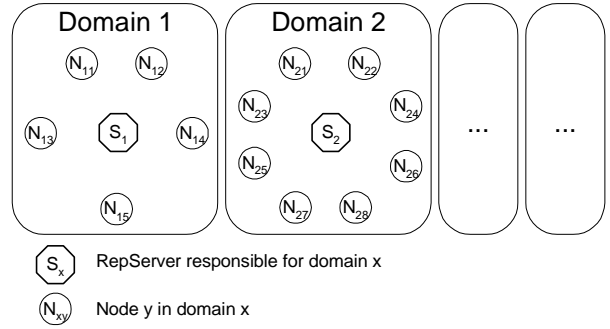 Domain 1
Domain 2
N11
N12
N21
N22
N23
N24
N13
S1
N14
S2
...
...
N25
N26
N15
N27
N28
Sx
RepServer responsible for domain x
Nxy
Node y in domain x